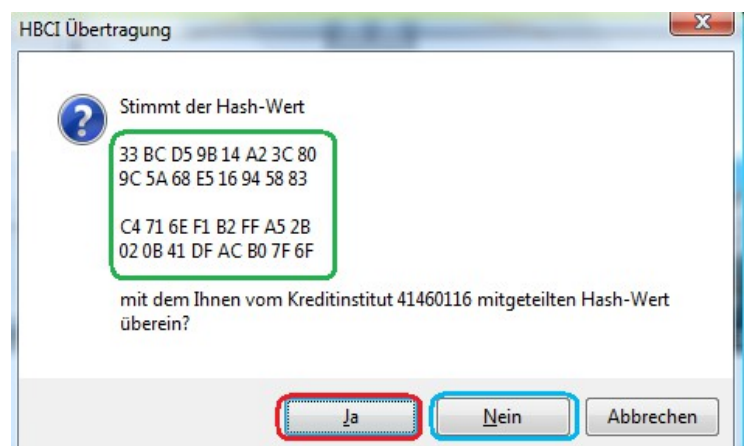 HBCI Übertragung
Stimmt der Hash-Wert
33 BC D5 9B 14 A2 3C 80
9C 5A 68 E5 16 94 58 83
C4 71 6E F1 B2 FF A5 2B
02 0B 41 DF AC B0 7F 6F
mit dem Ihnen vom Kreditinstitut 41460116 mitgeteilten Hash-Wert
überein?
Ja Nein Abbrechen